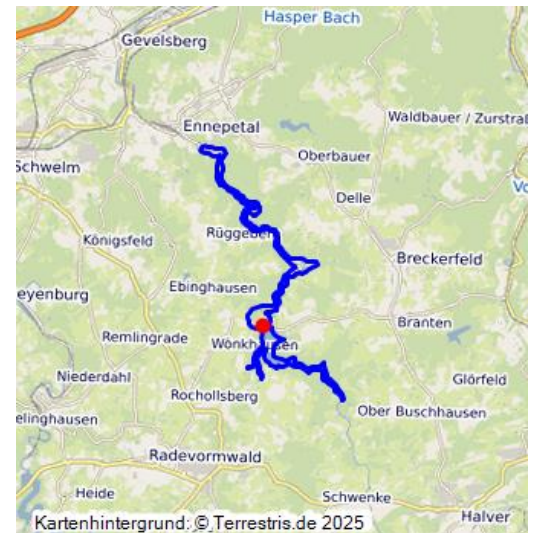 Hasper Bach
Gevelsberg
Waldbauer / Zurstraß
Ennepetal
Oberbauer
Schwelm
Delle
Vo
Rüggeberg
Königsfeld
Breckerfeld
Ebinghausen
eyenburg
Branten
Remlingrade
Wönkhausen
Niederdahl
Glörfeld
Rochollsberg
Ober Buschhausen
elinghausen
Radevormwald
Heide
Schwenke
Halver
Kartenhintergrund: © Terrestris.de 2025